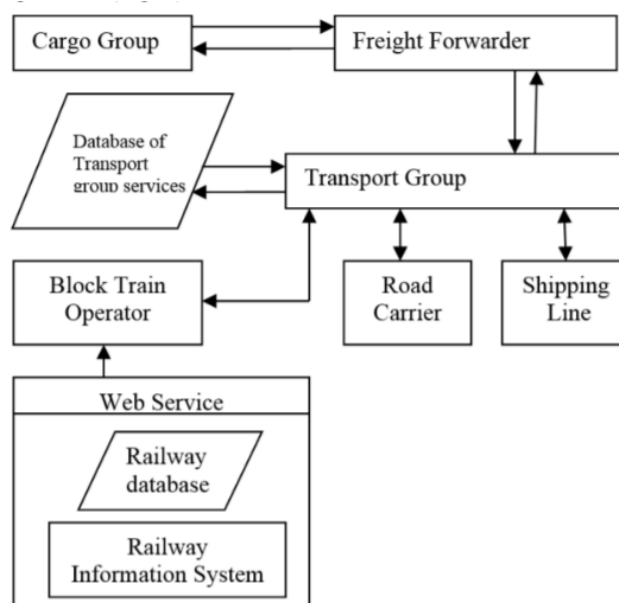 Cargo Group
Freight Forwarder
Database of
Transport
group services
Transport Group
Block Train
Operator
Road
Carrier
Shipping
Line
Web Service
Railway
database
Railway
Information System